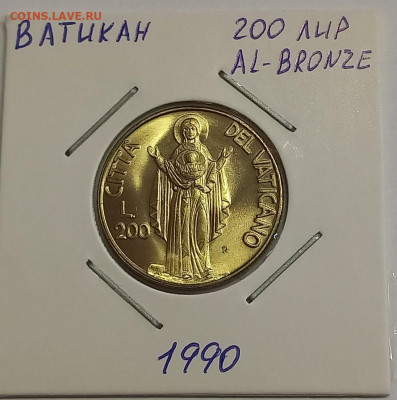 COINS.LAVE.RU
ВАТИКАН
200 ЛИР
AL-BRONZE
CITTA' DEL VATICANO
L.
200
R
1990